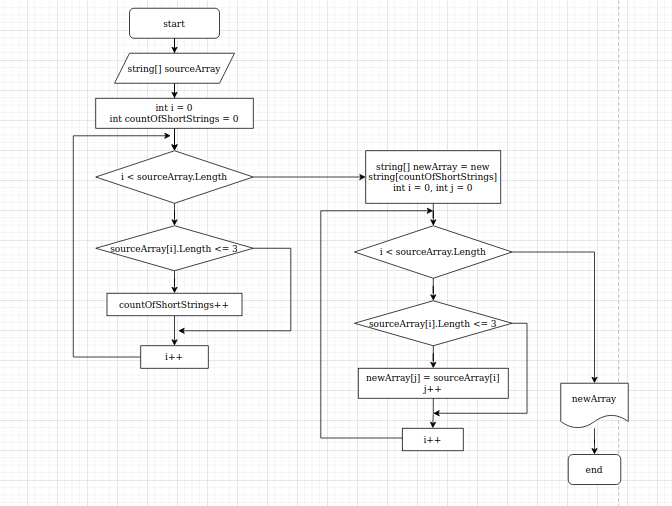 start
string[] sourceArray
int i = 0
int countOfShortStrings = 0
i < sourceArray.Length
sourceArray[i].Length <= 3
countOfShortStrings++
i++
string[] newArray = new
string[countOfShortStrings]
int i = 0, int j = 0
i < sourceArray.Length
sourceArray[i].Length <= 3
newArray[j] = sourceArray[i]
j++
i++
newArray
end